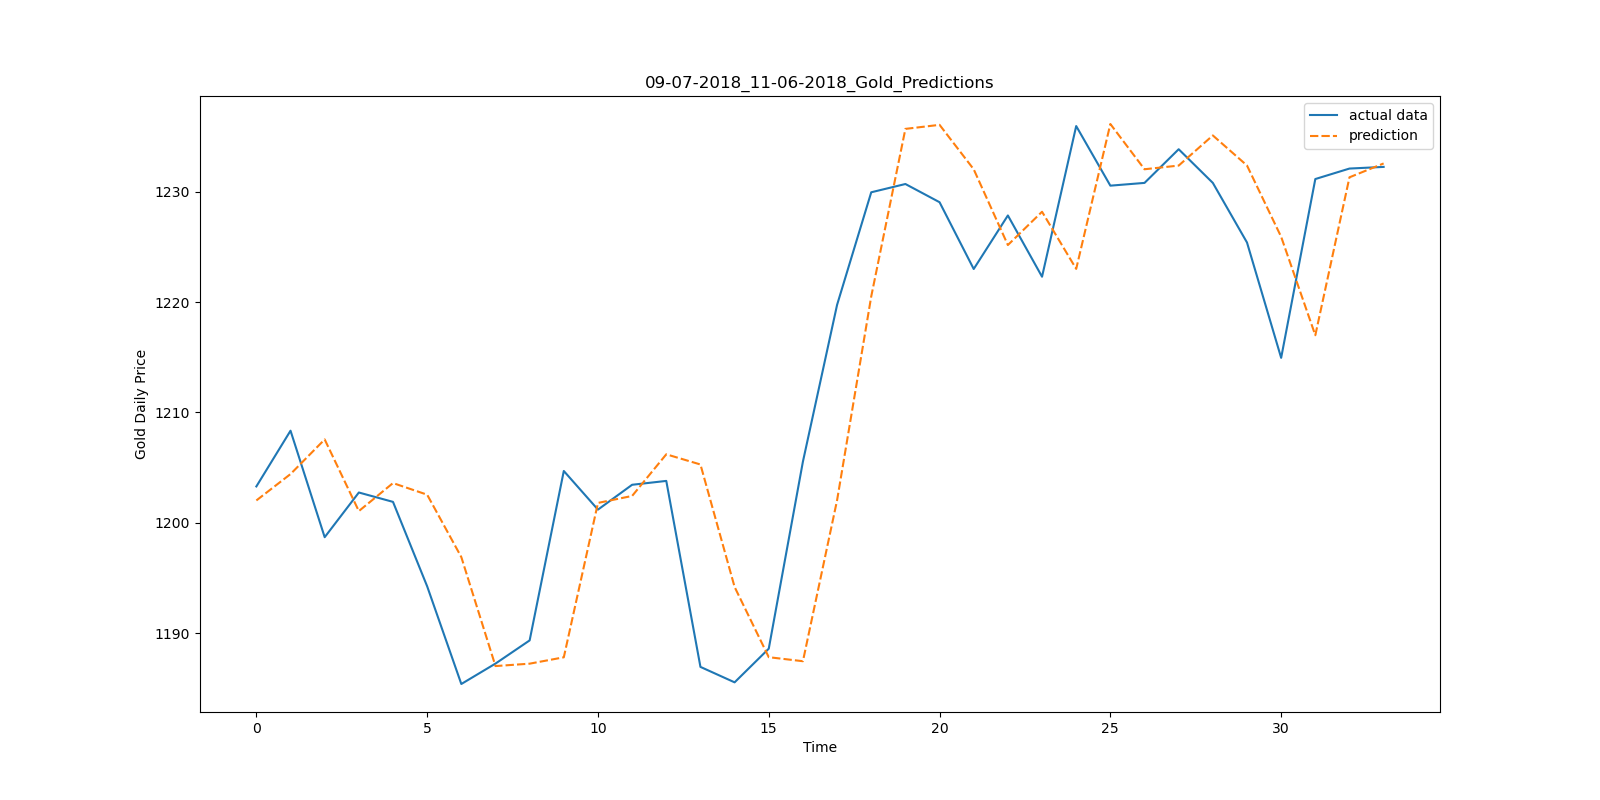 09-07-2018_11-06-2018_Gold_Predictions
actual data
prediction
1230
1220
1210
1200
1190
Gold Daily Price
0 5 10 15 20 25 30
Time